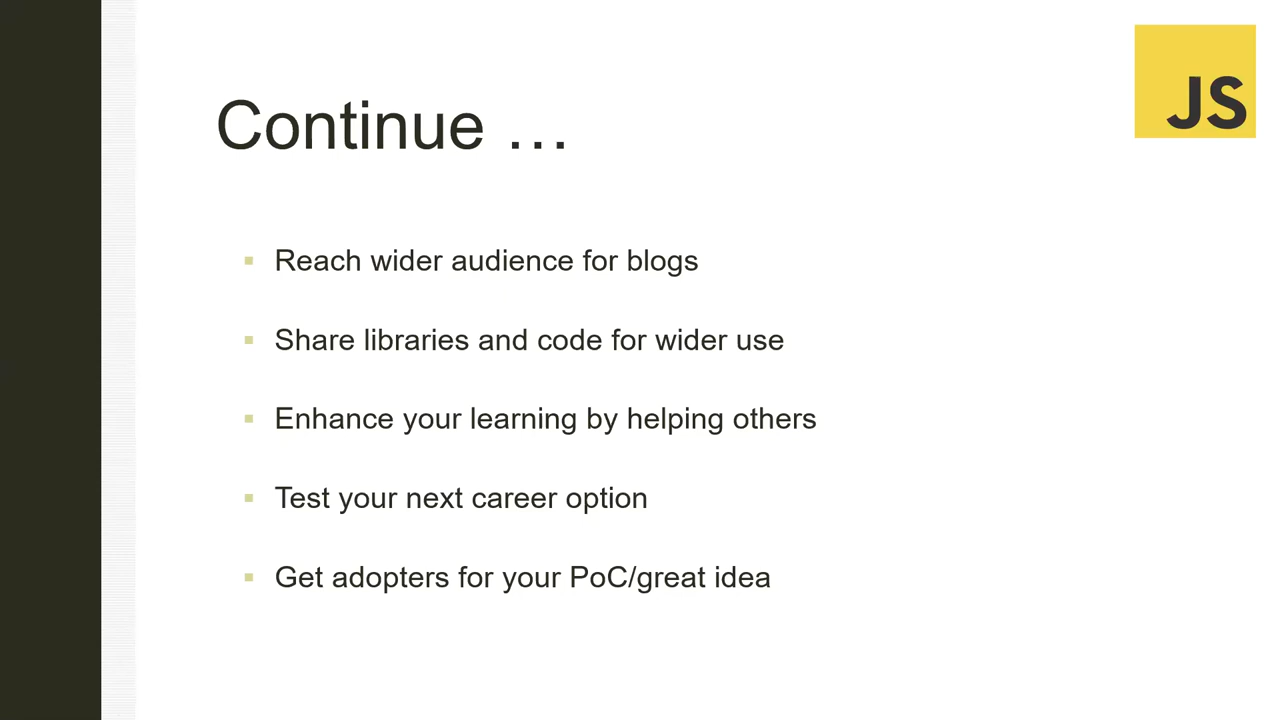 JS
Continue …
Reach wider audience for blogs
Share libraries and code for wider use
Enhance your learning by helping others
Test your next career option
Get adopters for your PoC/great idea